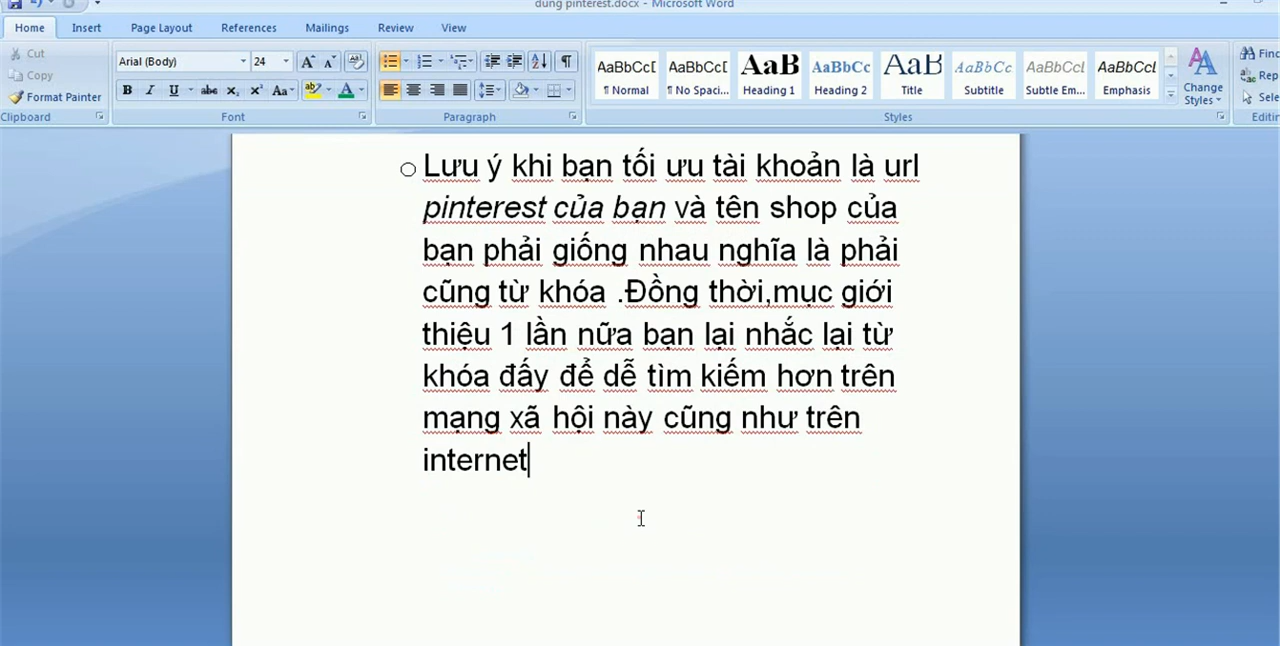 dung pinterest.docx - Microsoft Word
Home Insert Page Layout References Mailings Review View
Cut
Copy
Format Painter
Clipboard
Arial (Body) 24
Font
Paragraph
AaBbCcD AaBbCcD AaB AaBbCc AaB AaBbCc AaBbCcL AaBbCcL
¶ Normal ¶ No Spaci... Heading 1 Heading 2 Title Subtitle Subtle Em... Emphasis
Change
Styles
Styles
Lưu ý khi bạn tối ưu tài khoản là url
pinterest của bạn và tên shop của
bạn phải giống nhau nghĩa là phải
cũng từ khóa .Đồng thời,mục giới
thiệu 1 lần nữa bạn lại nhắc lại từ
khóa đấy để dễ tìm kiếm hơn trên
mạng xã hội này cũng như trên
internet